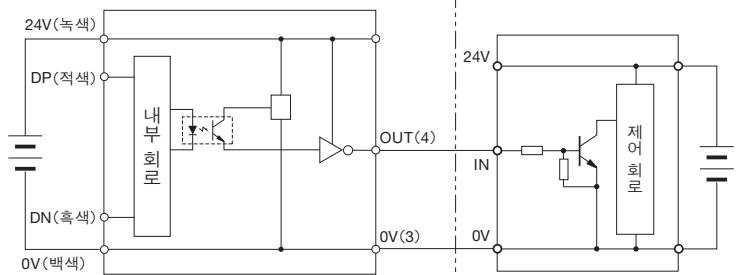 24V(녹색)
DP(적색)
내부 회로
DN(흑색)
0V(백색)
OUT(4)
0V(3)
24V
IN
0V
제어 회로